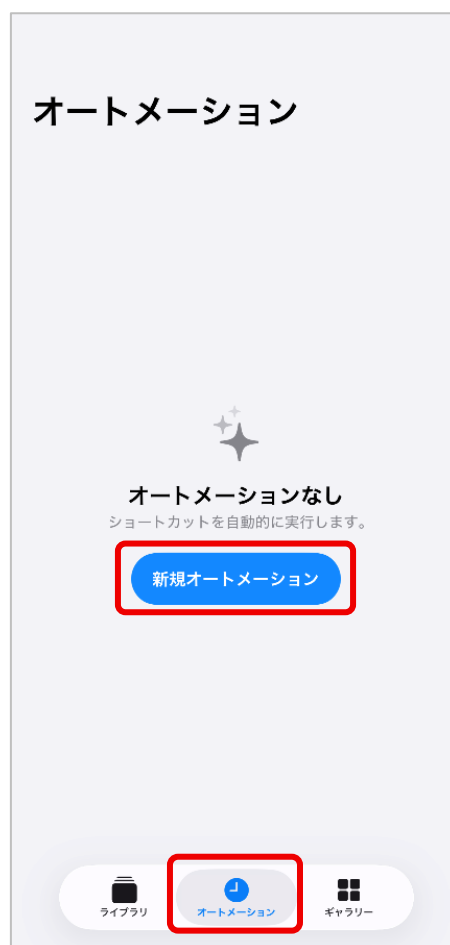 オートメーション
オートメーションなし
ショートカットを自動的に実行します。
新規オートメーション
ライブラリ
オートメーション
ギャラリー